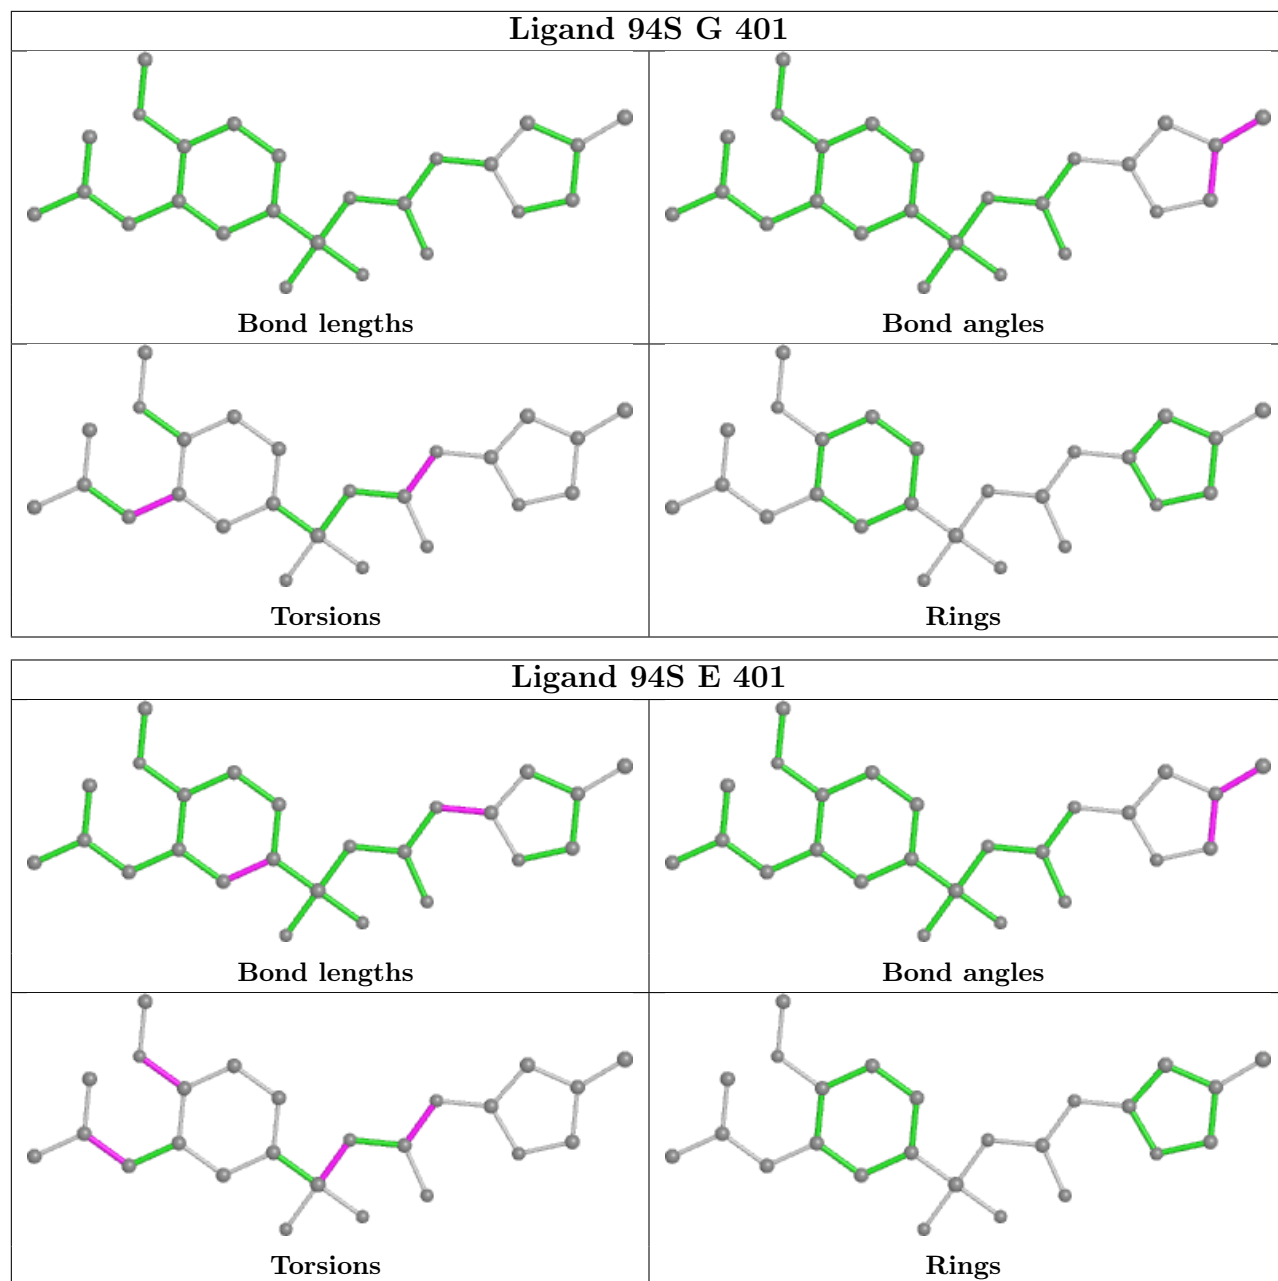 Ligand 94S G 401
Bond lengths
Bond angles
Torsions
Rings
Ligand 94S E 401
Bond lengths
Bond angles
Torsions
Rings